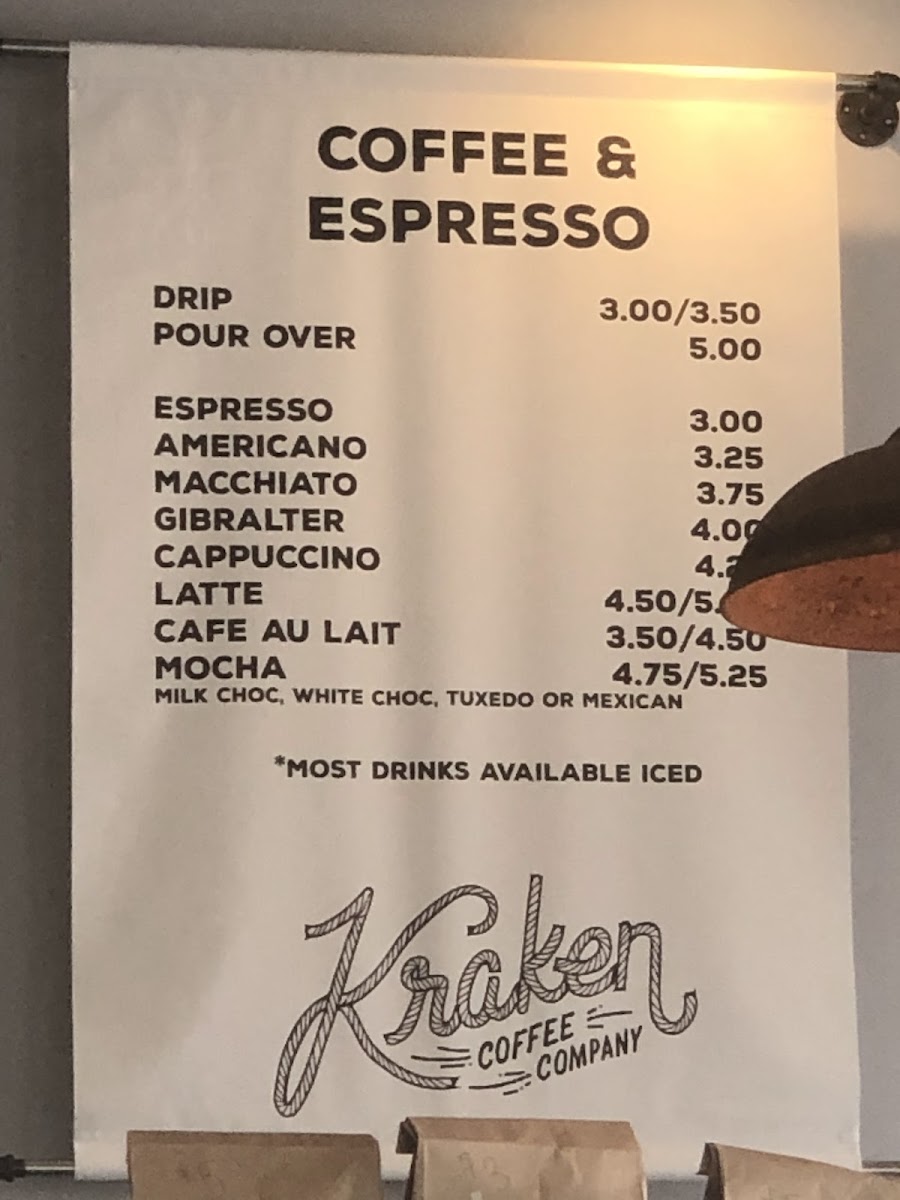 COFFEE &
ESPRESSO
DRIP 3.00/3.50
POUR OVER 5.00
ESPRESSO 3.00
AMERICANO 3.25
MACCHIATO 3.75
GIBRALTER 4.00
CAPPUCCINO
LATTE
CAFE AU LAIT 3.50/4.50
MOCHA 4.75/5.25
MILK CHOC, WHITE CHOC, TUXEDO OR MEXICAN
*MOST DRINKS AVAILABLE ICED
Kraken
COFFEE
COMPANY